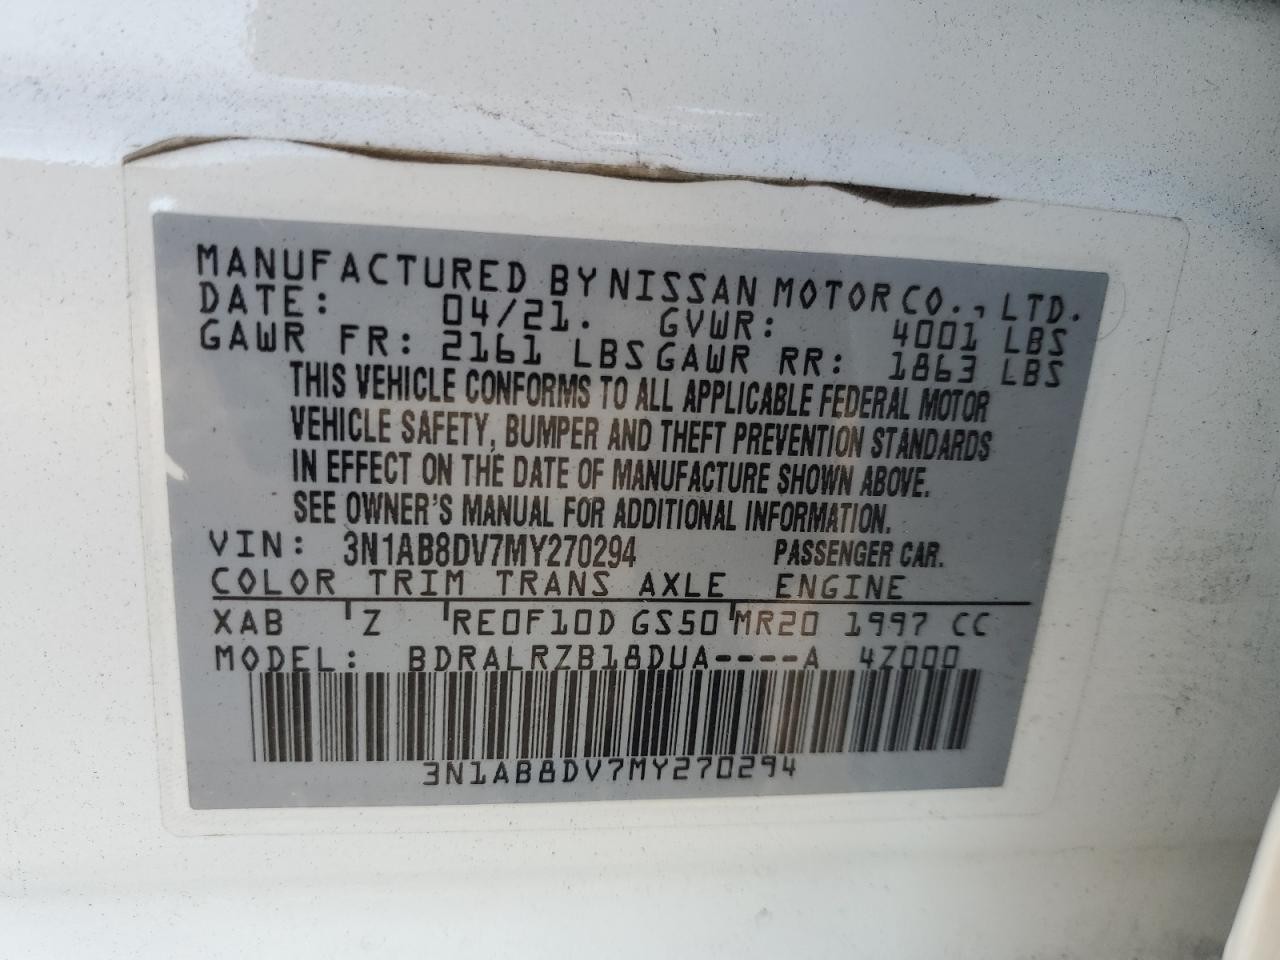 MANUFACTURED BY NISSAN MOTOR CO., LTD.
DATE: 04/21. GVWR: 4001 LBS
GAWR FR: 2161 LBS GAWR RR: 1863 LBS
THIS VEHICLE CONFORMS TO ALL APPLICABLE FEDERAL MOTOR
VEHICLE SAFETY, BUMPER AND THEFT PREVENTION STANDARDS
IN EFFECT ON THE DATE OF MANUFACTURE SHOWN ABOVE.
SEE OWNER'S MANUAL FOR ADDITIONAL INFORMATION.
VIN: 3N1AB8DV7MY270294 PASSENGER CAR.
COLOR TRIM TRANS AXLE ENGINE
XAB Z RE0F10D GS50 MR20 1997 CC
MODEL: BDRALRZB18DUA----A 4Z000
3N1AB8DV7MY270294